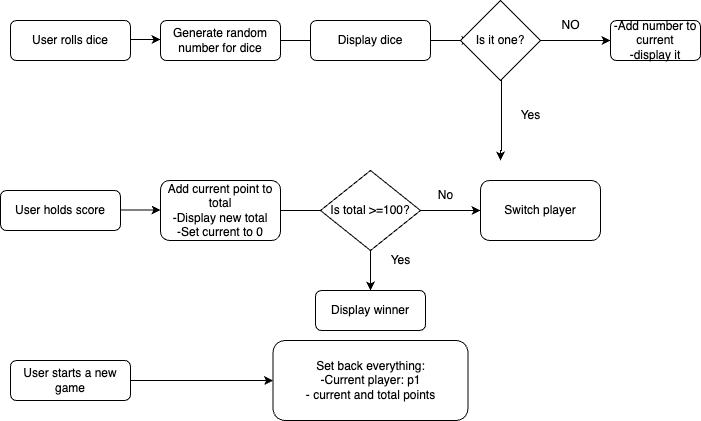 User rolls dice
Generate random
number for dice
Display dice
Is it one?
NO
-Add number to
current
-display it
Yes
User holds score
Add current point to
total
-Display new total
-Set current to 0
Is total >=100?
No
Switch player
Yes
Display winner
User starts a new
game
Set back everything:
-Current player: p1
- current and total points